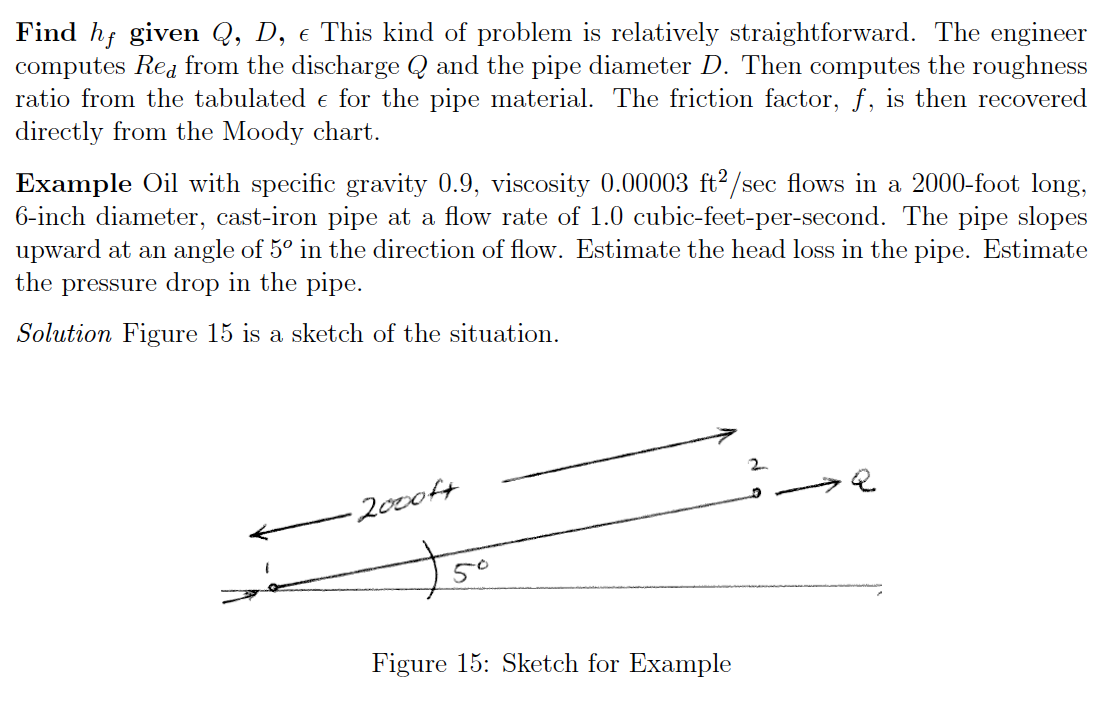 Find h_f given Q, D, ϵ This kind of problem is relatively straightforward. The engineer
computes Re_d from the discharge Q and the pipe diameter D. Then computes the roughness
ratio from the tabulated ϵ for the pipe material. The friction factor, f, is then recovered
directly from the Moody chart.
Example Oil with specific gravity 0.9, viscosity 0.00003 ft²/sec flows in a 2000-foot long,
6-inch diameter, cast-iron pipe at a flow rate of 1.0 cubic-feet-per-second. The pipe slopes
upward at an angle of 5º in the direction of flow. Estimate the head loss in the pipe. Estimate
the pressure drop in the pipe.
Solution Figure 15 is a sketch of the situation.
2
Q
2000ft
1
5º
Figure 15: Sketch for Example